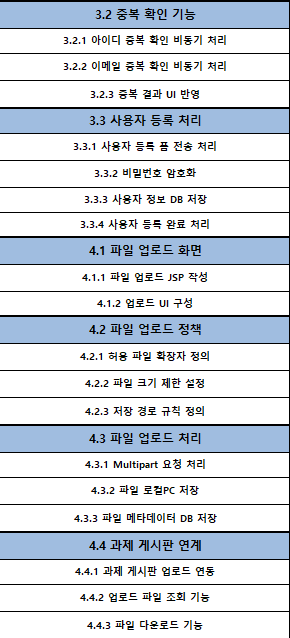 3.2 중복 확인 기능
3.2.1 아이디 중복 확인 비동기 처리
3.2.2 이메일 중복 확인 비동기 처리
3.2.3 중복 결과 UI 반영
3.3 사용자 등록 처리
3.3.1 사용자 등록 폼 전송 처리
3.3.2 비밀번호 암호화
3.3.3 사용자 정보 DB 저장
3.3.4 사용자 등록 완료 처리
4.1 파일 업로드 화면
4.1.1 파일 업로드 JSP 작성
4.1.2 업로드 UI 구성
4.2 파일 업로드 정책
4.2.1 허용 파일 확장자 정의
4.2.2 파일 크기 제한 설정
4.2.3 저장 경로 규칙 정의
4.3 파일 업로드 처리
4.3.1 Multipart 요청 처리
4.3.2 파일 로컬PC 저장
4.3.3 파일 메타데이터 DB 저장
4.4 과제 게시판 연계
4.4.1 과제 게시판 업로드 연동
4.4.2 업로드 파일 조회 기능
4.4.3 파일 다운로드 기능